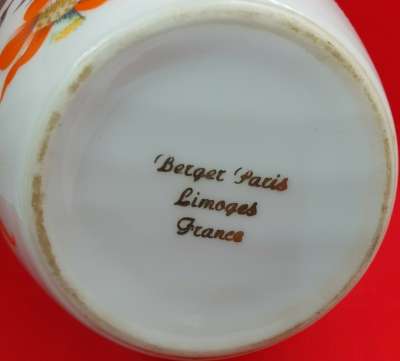 Berger Paris
Limoges
France